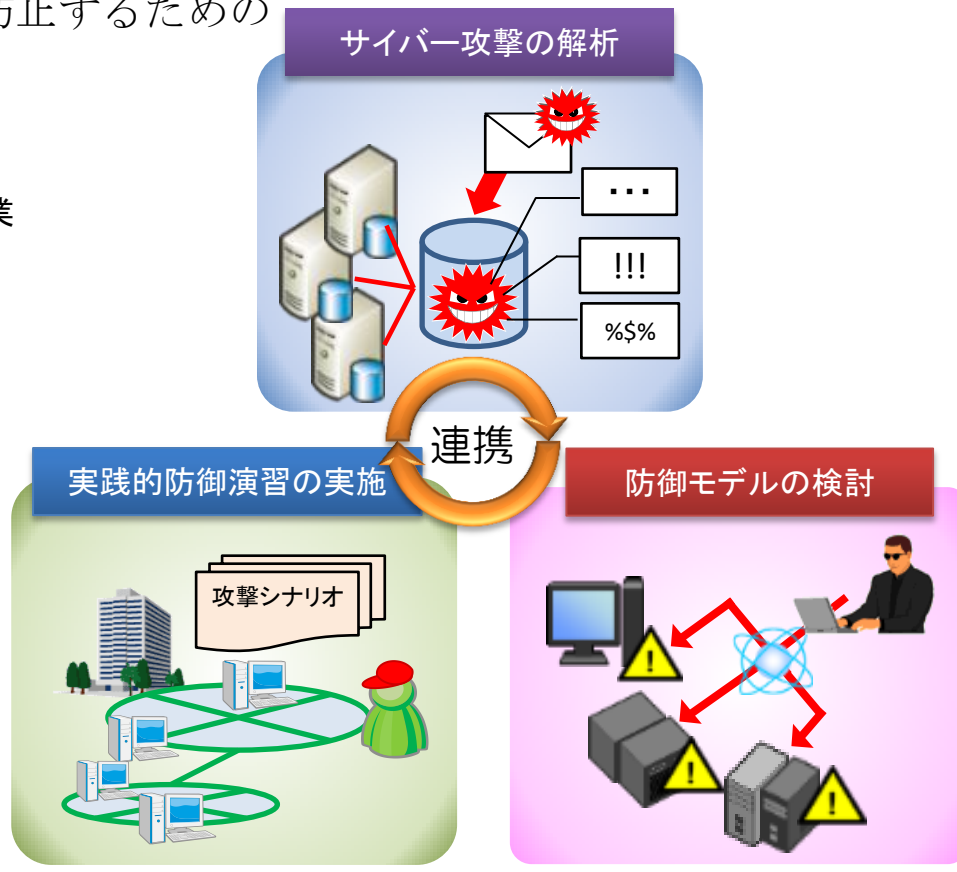 防止するための
サイバー攻撃の解析
業
・・・
!!!
%$%
連携
実践的防御演習の実施
防御モデルの検討
攻撃シナリオ